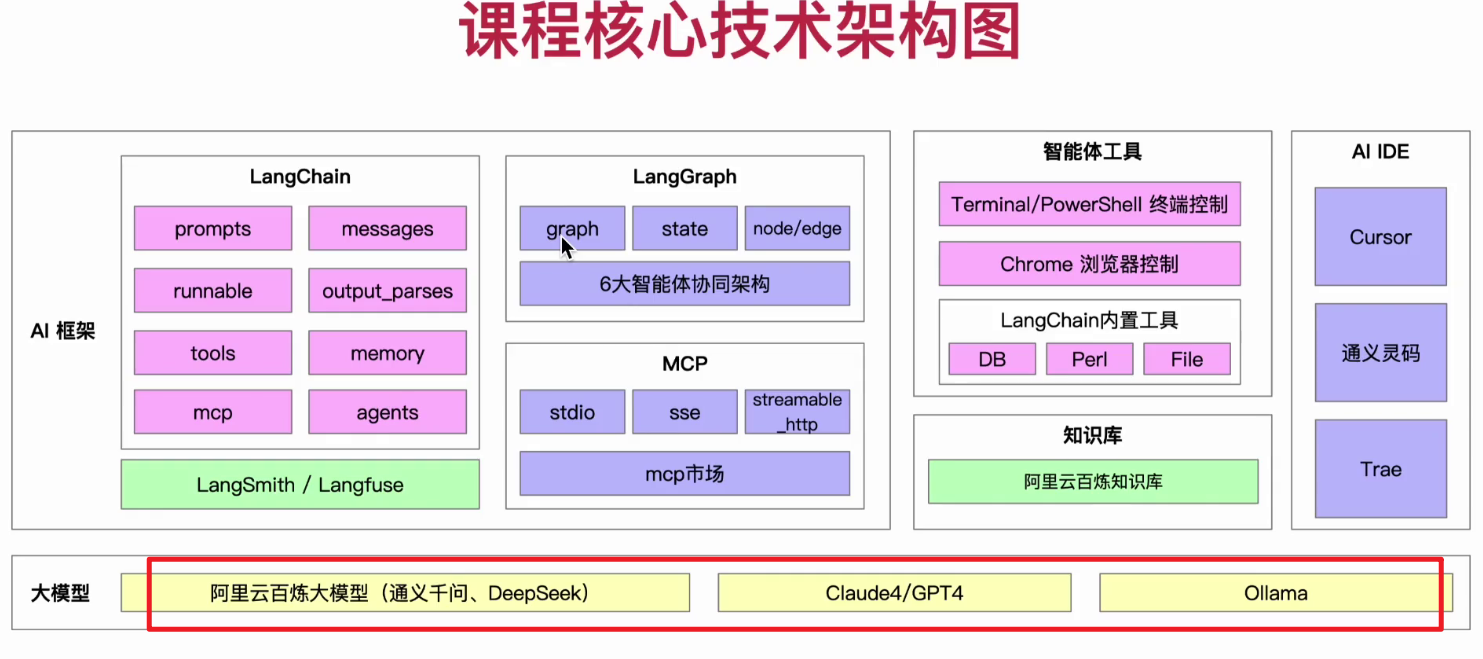 课程核心技术架构图
AI 框架
LangChain
prompts
messages
runnable
output_parses
tools
memory
mcp
agents
LangSmith / Langfuse
LangGraph
graph
state
node/edge
6大智能体协同架构
MCP
stdio
sse
streamable
_http
mcp市场
智能体工具
Terminal/PowerShell 终端控制
Chrome 浏览器控制
LangChain内置工具
DB
Perl
File
知识库
阿里云百炼知识库
AI IDE
Cursor
通义灵码
Trae
大模型
阿里云百炼大模型（通义千问、DeepSeek）
Claude4/GPT4
Ollama